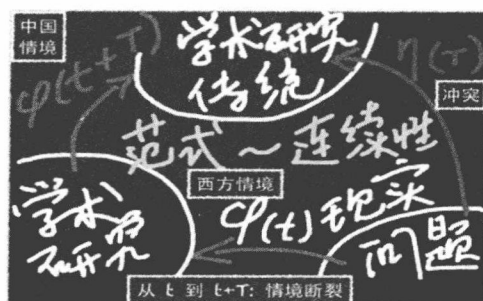 中国
情境
学术研究
传统
φ(t+T)
η(T)
冲突
范式~连续性
西方情境
学术
研究
φ(t)现实
问题
从 t 到 t+T: 情境断裂